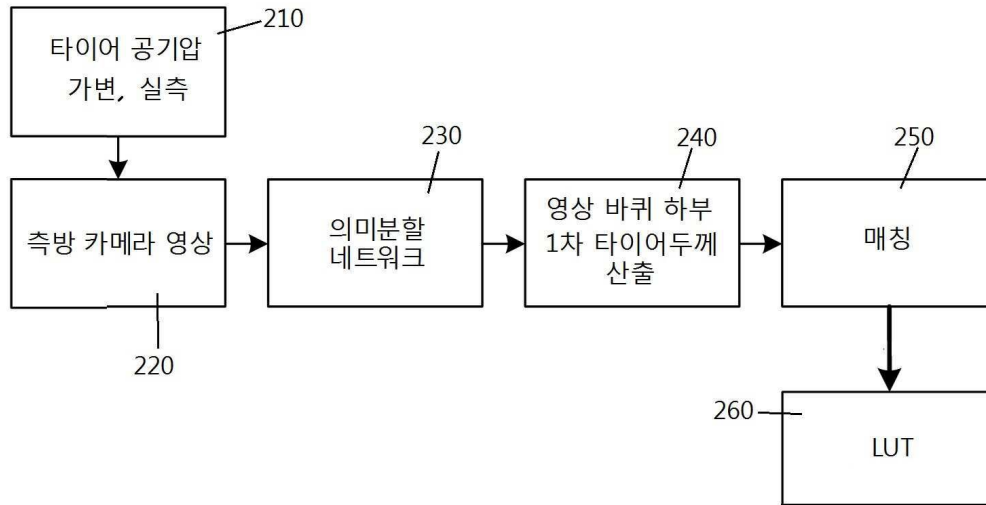 210
타이어 공기압
가변, 실측
220
측방 카메라 영상
230
의미분할
네트워크
240
영상 바퀴 하부
1차 타이어두께
산출
250
매칭
260
LUT